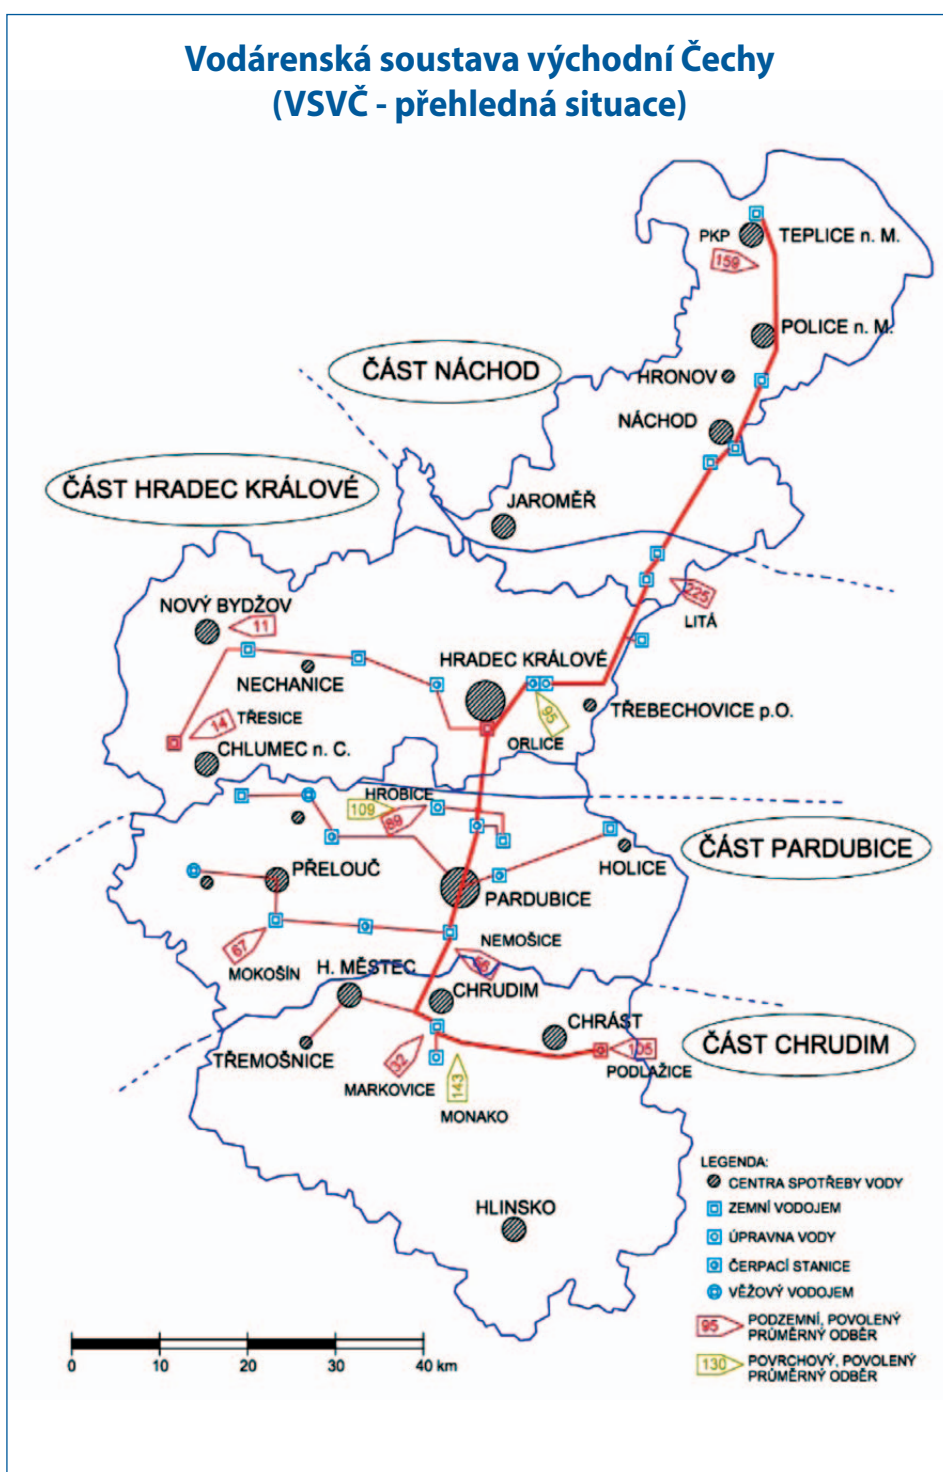 Vodárenská soustava východní Čechy
(VSVČ - přehledná situace)
PKP
TEPLICE n. M.
159
POLICE n. M.
ČÁST NÁCHOD
HRONOV
NÁCHOD
ČÁST HRADEC KRÁLOVÉ
JAROMĚŘ
225
LITÁ
NOVÝ BYDŽOV
11
HRADEC KRÁLOVÉ
NECHANICE
TŘEBECHOVICE p.O.
95
ORLICE
14
TŘESICE
CHLUMEC n. C.
HROBICE
109
89
ČÁST PARDUBICE
HOLICE
PŘELOUČ
PARDUBICE
67
MOKOŠÍN
NEMOŠICE
56
H. MĚSTEC
CHRUDIM
CHRÁST
ČÁST CHRUDIM
TŘEMOŠNICE
105
PODLAŽICE
32
MARKOVICE
143
MONAKO
HLINSKO
LEGENDA:
CENTRA SPOTŘEBY VODY
ZEMNÍ VODOJEM
ÚPRAVNA VODY
ČERPACÍ STANICE
VĚŽOVÝ VODOJEM
95
PODZEMNÍ, POVOLENÝ
PRŮMĚRNÝ ODBĚR
130
POVRCHOVÝ, POVOLENÝ
PRŮMĚRNÝ ODBĚR
0 10 20 30 40 km